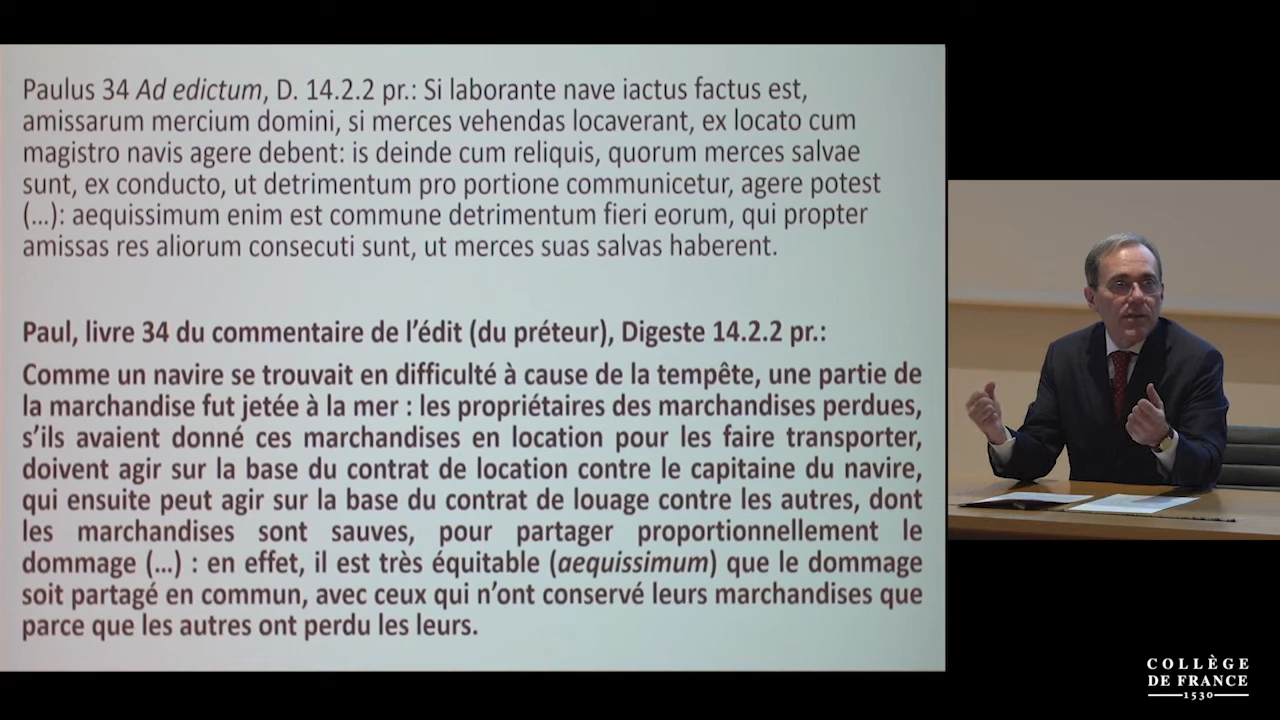 Paulus 34 Ad edictum, D. 14.2.2 pr.: Si laborante nave iactus factus est,
amissarum mercium domini, si merces vehendas locaverant, ex locato cum
magistro navis agere debent: is deinde cum reliquis, quorum merces salvae
sunt, ex conducto, ut detrimentum pro portione communicetur, agere potest
(...): aequissimum enim est commune detrimentum fieri eorum, qui propter
amissas res aliorum consecuti sunt, ut merces suas salvas haberent.
Paul, livre 34 du commentaire de l’édit (du préteur), Digeste 14.2.2 pr.:
Comme un navire se trouvait en difficulté à cause de la tempête, une partie de
la marchandise fut jetée à la mer : les propriétaires des marchandises perdues,
s’ils avaient donné ces marchandises en location pour les faire transporter,
doivent agir sur la base du contrat de location contre le capitaine du navire,
qui ensuite peut agir sur la base du contrat de louage contre les autres, dont
les marchandises sont sauves, pour partager proportionnellement le
dommage (...) : en effet, il est très équitable (aequissimum) que le dommage
soit partagé en commun, avec ceux qui n’ont conservé leurs marchandises que
parce que les autres ont perdu les leurs.
COLLÈGE
DE FRANCE
1530